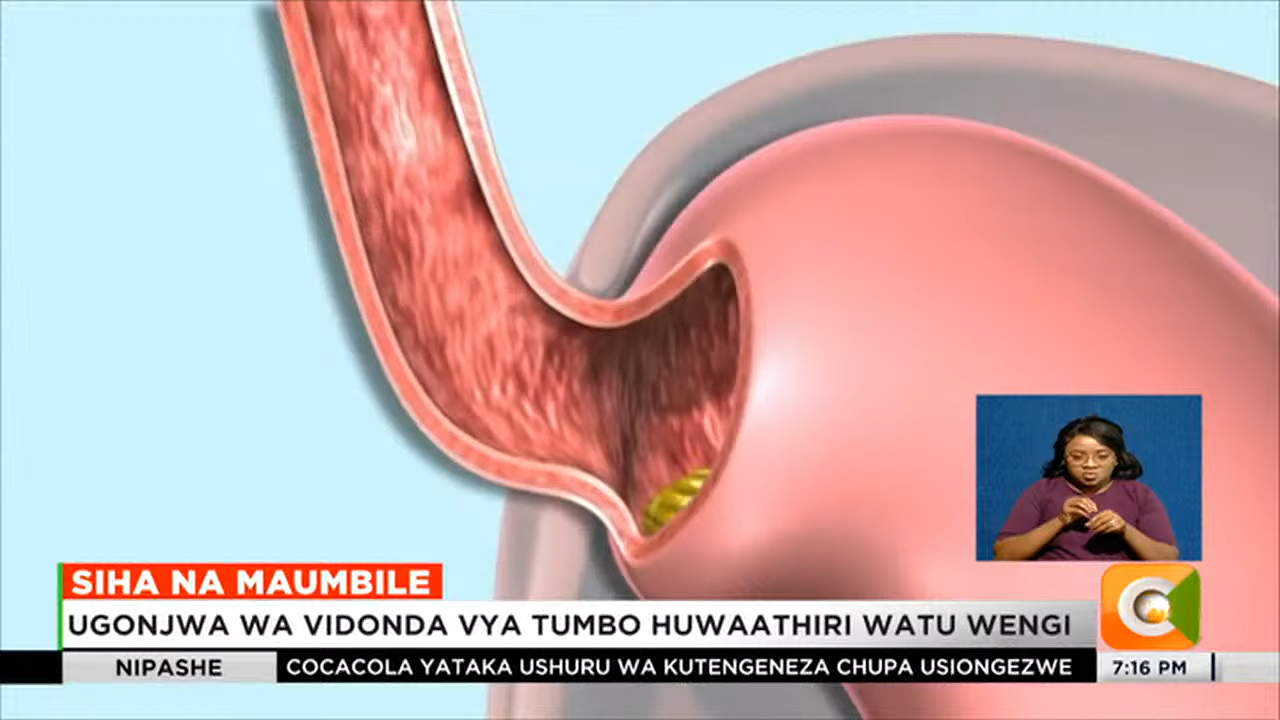 SIHA NA MAUMBILE
UGONJWA WA VIDONDA VYA TUMBO HUWAATHIRI WATU WENGI
NIPASHE COCACOLA YATAKA USHURU WA KUTENGENEZA CHUPA USIONGEZWE 7:16 PM